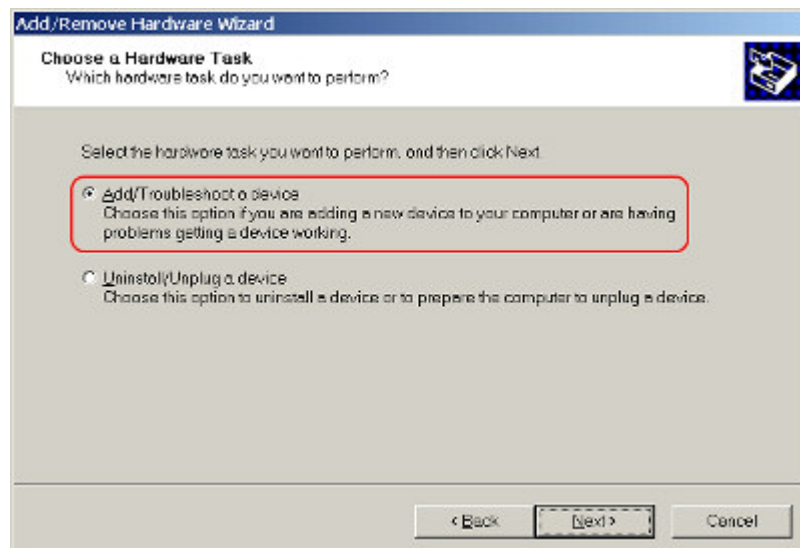 Add/Remove Hardware Wizard
Choose a Hardware Task
Which hardware task do you want to perform?
Select the hardware task you want to perform, and then click Next.
Add/Troubleshoot a device
Choose this option if you are adding a new device to your computer or are having
problems getting a device working.
Uninstall/Unplug a device
Choose this option to uninstall a device or to prepare the computer to unplug a device.
< Back
Next >
Cancel